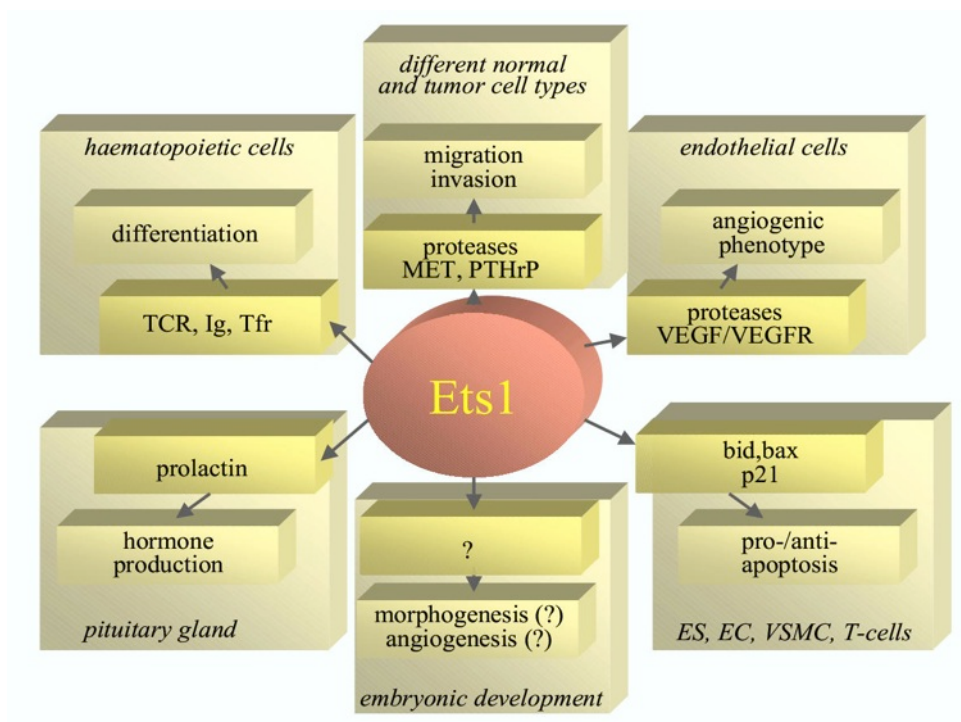 different normal
and tumor cell types
migration
invasion
proteases
MET, PTHrP
haematopoietic cells
differentiation
TCR, Ig, Tfr
endothelial cells
angiogenic
phenotype
proteases
VEGF/VEGFR
Ets1
prolactin
hormone
production
pituitary gland
?
morphogenesis (?)
angiogenesis (?)
embryonic development
bid,bax
p21
pro-/anti-
apoptosis
ES, EC, VSMC, T-cells